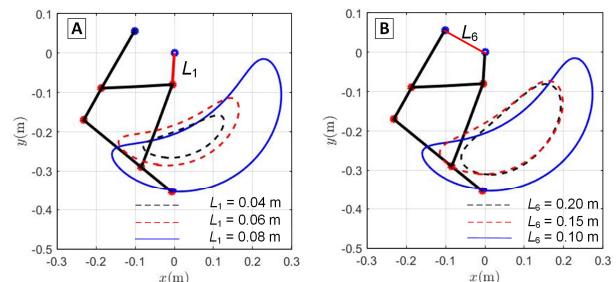 A
L1
y(m)
0.1
0
-0.1
-0.2
-0.3
-0.4
-0.5
L1 = 0.04 m
L1 = 0.06 m
L1 = 0.08 m
-0.3 -0.2 -0.1 0 0.1 0.2 0.3
x(m)
B
L6
y(m)
0.1
0
-0.1
-0.2
-0.3
-0.4
-0.5
L6 = 0.20 m
L6 = 0.15 m
L6 = 0.10 m
-0.3 -0.2 -0.1 0 0.1 0.2 0.3
x(m)